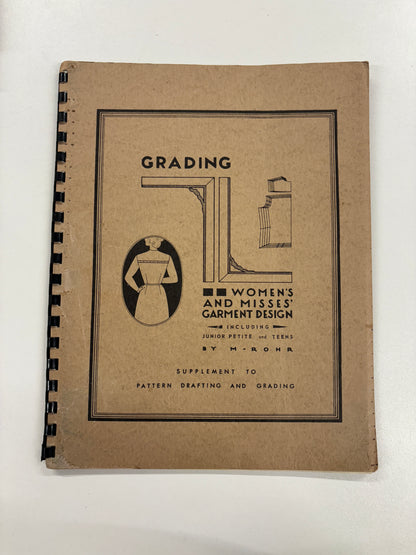 GRADING
WOMEN'S
AND MISSES'
GARMENT DESIGN
INCLUDING
JUNIOR PETITE and TEENS
BY M•ROHR
SUPPLEMENT TO
PATTERN DRAFTING AND GRADING